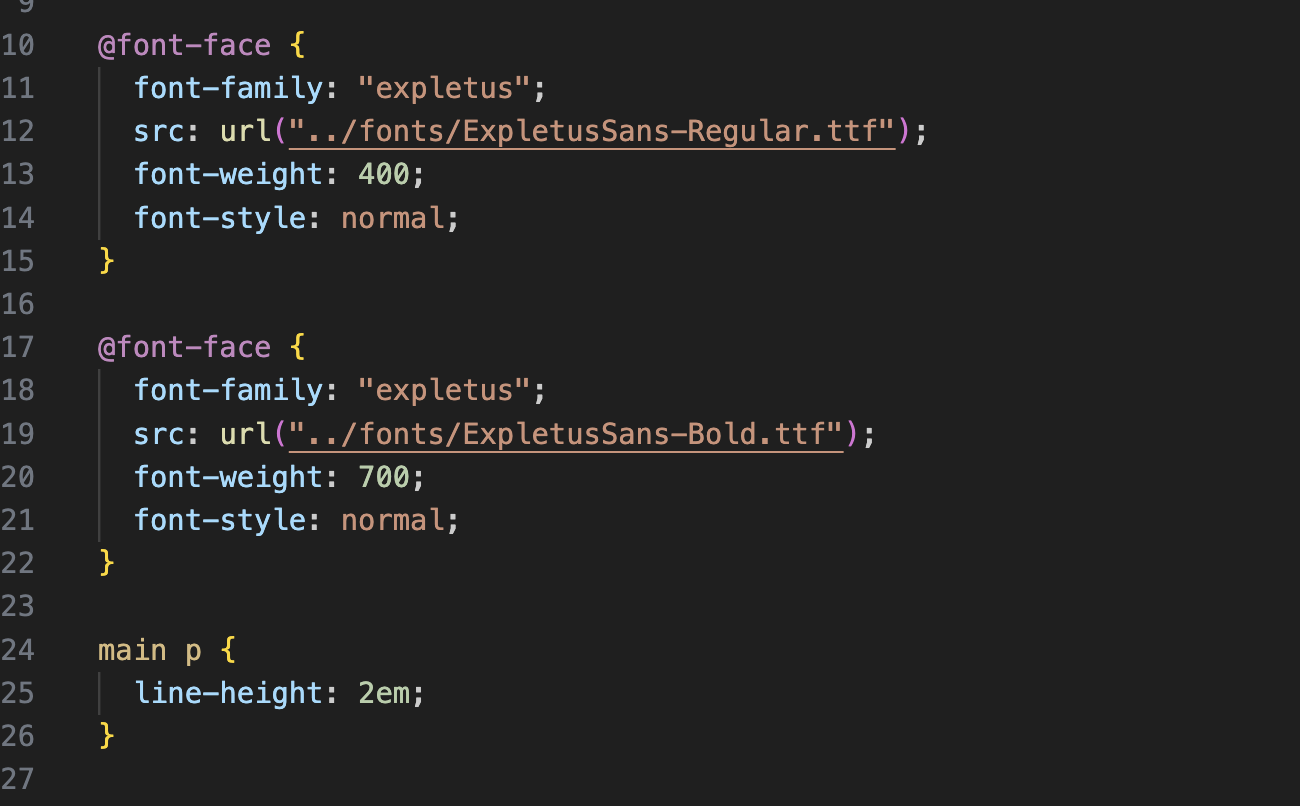 9
10 @font-face {
11 font-family: "expletus";
12 src: url("../fonts/ExpletusSans-Regular.ttf");
13 font-weight: 400;
14 font-style: normal;
15 }
16
17 @font-face {
18 font-family: "expletus";
19 src: url("../fonts/ExpletusSans-Bold.ttf");
20 font-weight: 700;
21 font-style: normal;
22 }
23
24 main p {
25 line-height: 2em;
26 }
27